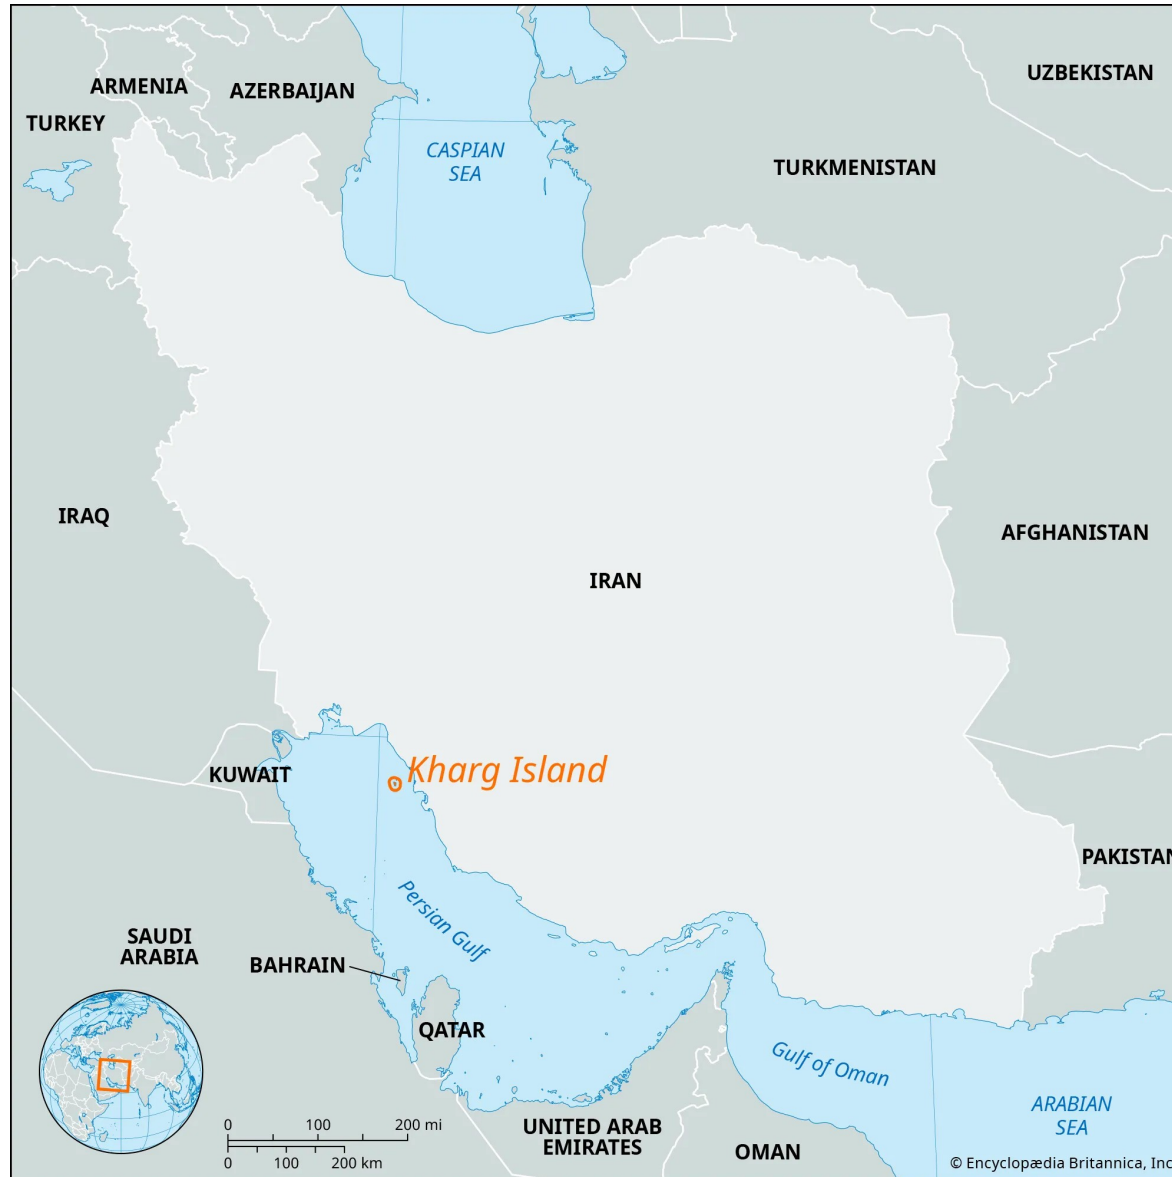 UZBEKISTAN
ARMENIA
AZERBAIJAN
TURKEY
CASPIAN
SEA
TURKMENISTAN
IRAQ
AFGHANISTAN
IRAN
Kharg Island
KUWAIT
PAKISTAN
Persian Gulf
SAUDI
ARABIA
BAHRAIN
QATAR
Gulf of Oman
ARABIAN
SEA
0 100 200 mi
0 100 200 km
UNITED ARAB
EMIRATES
OMAN
© Encyclopædia Britannica, Inc